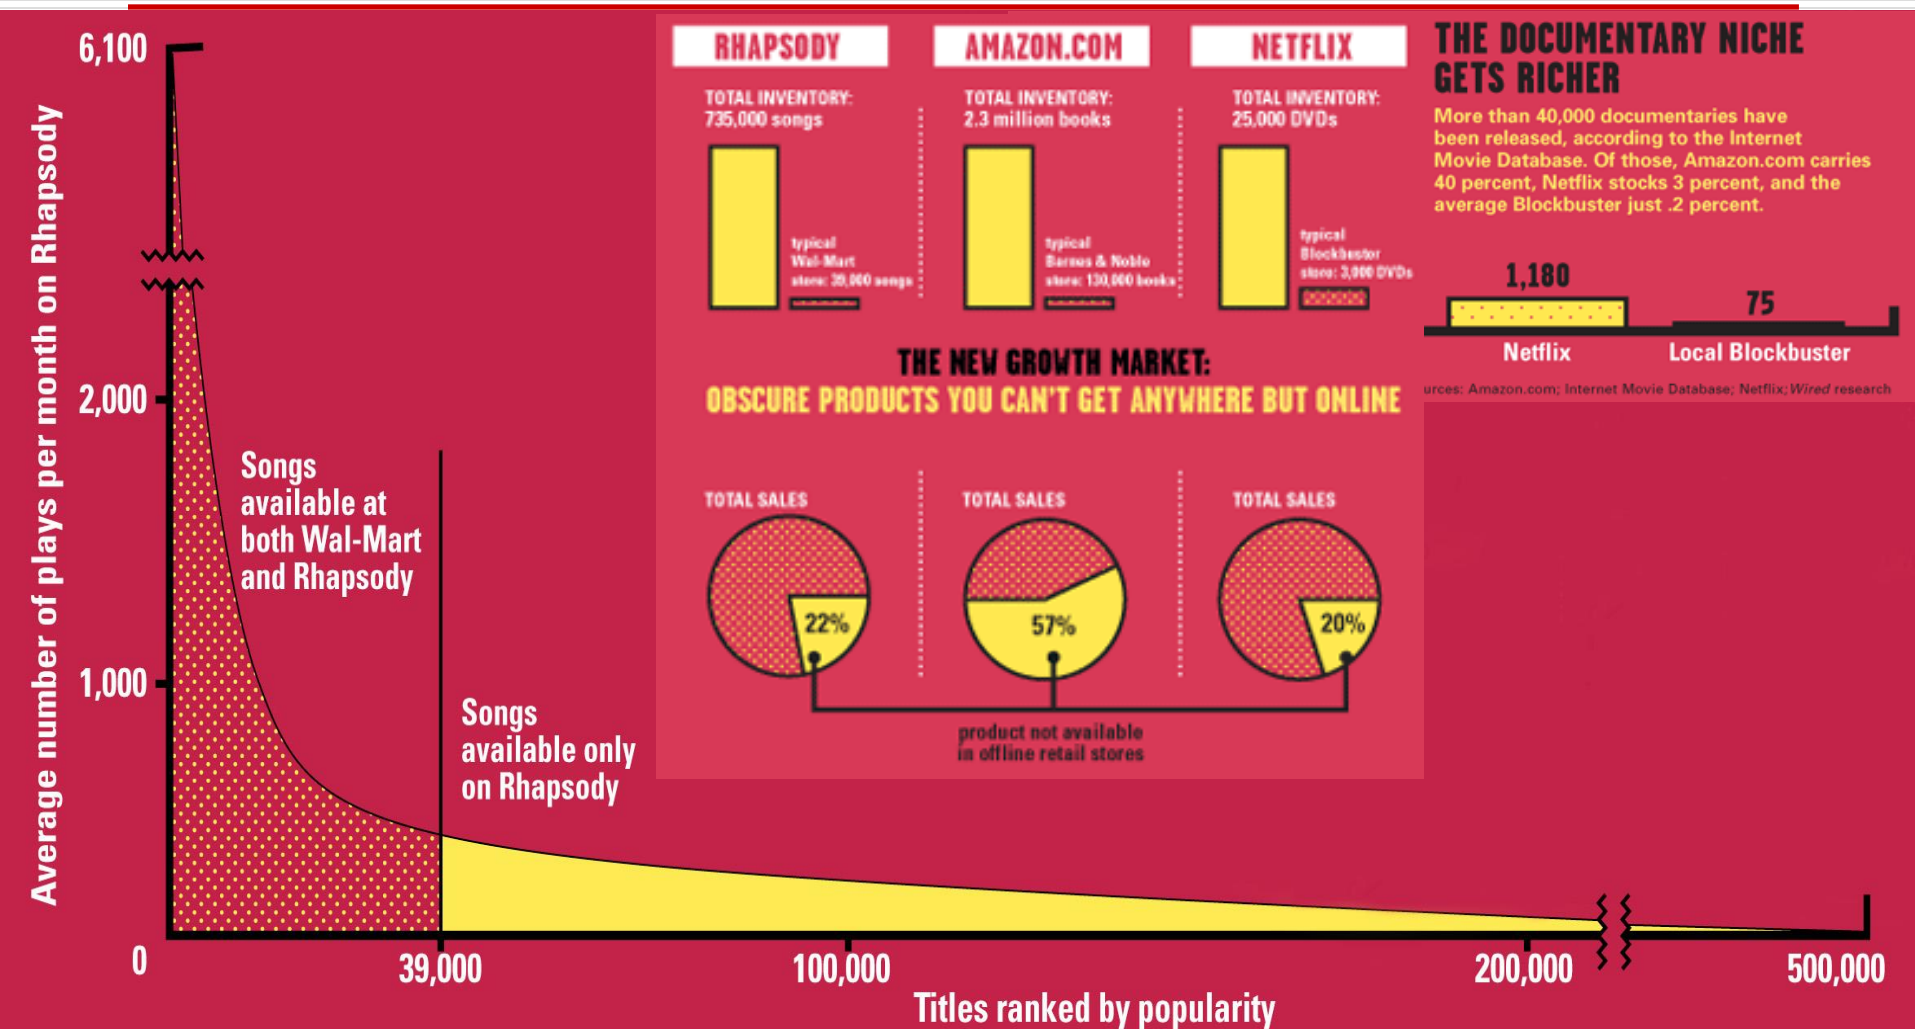 6,100
2,000
1,000
0
Average number of plays per month on Rhapsody
Songs
available at
both Wal-Mart
and Rhapsody
Songs
available only
on Rhapsody
39,000
100,000
200,000
500,000
Titles ranked by popularity
RHAPSODY
TOTAL INVENTORY:
735,000 songs
typical
Wal-Mart
store: 39,000 songs
AMAZON.COM
TOTAL INVENTORY:
2.3 million books
typical
Barnes & Noble
store: 130,000 books
NETFLIX
TOTAL INVENTORY:
25,000 DVDs
typical
Blockbuster
store: 3,000 DVDs
THE NEW GROWTH MARKET:
OBSCURE PRODUCTS YOU CAN'T GET ANYWHERE BUT ONLINE
TOTAL SALES
22%
TOTAL SALES
57%
TOTAL SALES
20%
product not available
in offline retail stores
THE DOCUMENTARY NICHE
GETS RICHER
More than 40,000 documentaries have
been released, according to the Internet
Movie Database. Of those, Amazon.com carries
40 percent, Netflix stocks 3 percent, and the
average Blockbuster just .2 percent.
1,180
75
Netflix
Local Blockbuster
urces: Amazon.com; Internet Movie Database; Netflix; Wired research